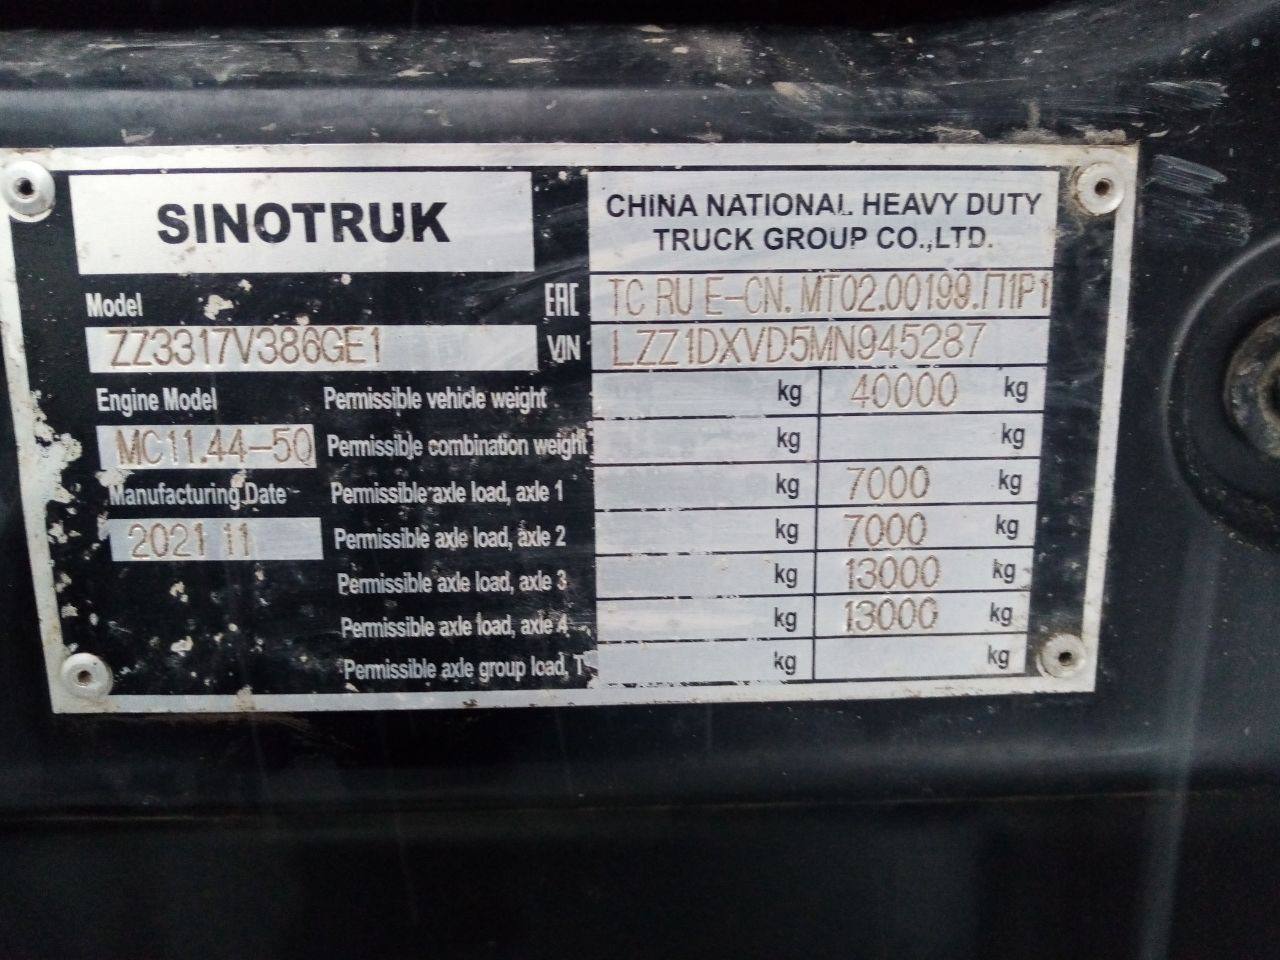 SINOTRUK
CHINA NATIONAL HEAVY DUTY
TRUCK GROUP CO.,LTD.
Model
EAC TC RU E-CN.MT02.00199.П1Р1
ZZ3317V386GE1
VIN LZZ1DXVD5MN945287
Engine Model
Permissible vehicle weight kg 40000 kg
MC11.44-50
Permissible combination weight kg kg
Manufacturing Date
Permissible axle load, axle 1 kg 7000 kg
2021 11
Permissible axle load, axle 2 kg 7000 kg
Permissible axle load, axle 3 kg 13000 kg
Permissible axle load, axle 4 kg 13000 kg
Permissible axle group load, T kg kg